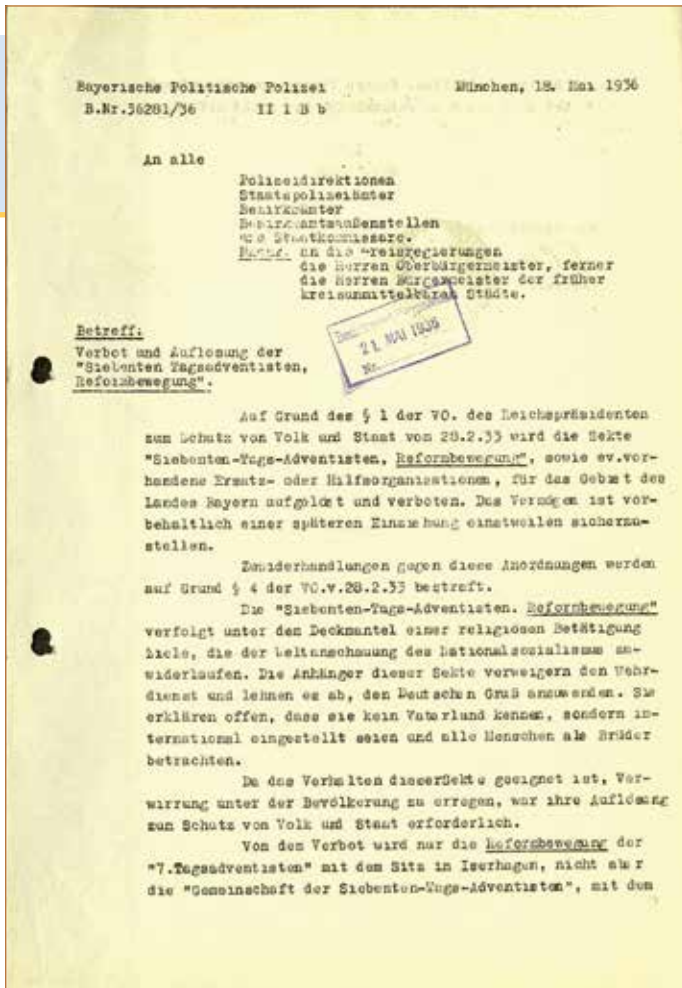 Bayerische Politische Polizei München, 18. Mai 1936
B.Nr.36281/36 II 1 B b
An alle
Polizeidirektionen
Staatspolizeiämter
Bezirksämter
Bezirksamtsaußenstellen
Staatkommissare.
an die Kreisregierungen
die Herren Oberbürgermeister, ferner
die Herren Bürgermeister der früher
kreisunmittelbaren Städte.
21. MAI 1936
Nr.
Betreff:
Verbot und Auflösung der
"Siebenten Tagsadventisten,
Reformbewegung".
Auf Grund des § 1 der VO. des Reichspräsidenten
zum Schutz von Volk und Staat vom 28.2.33 wird die Sekte
"Siebenten-Tags-Adventisten, Reformbewegung", sowie ev.vor-
handene Ersatz- oder Hilfsorganisationen, für das Gebiet des
Landes Bayern aufgelöst und verboten. Das Vermögen ist vor-
behaltlich einer späteren Einziehung einstweilen sicherzu-
stellen.
Zuwiderhandlungen gegen diese Anordnungen werden
auf Grund § 4 der VO.v.28.2.33 bestraft.
Die "Siebenten-Tags-Adventisten. Reformbewegung"
verfolgt unter dem Deckmantel einer religiösen Betätigung
Ziele, die der Weltanschauung des Nationalsozialismus zu-
widerlaufen. Die Anhänger dieser Sekte verweigern den Wehr-
dienst und lehnen es ab, den Deutschen Gruß anzuwenden. Sie
erklären offen, dass sie kein Vaterland kennen, sondern in-
ternational eingestellt seien und alle Menschen als Brüder
betrachten.
Da das Verhalten dieserSekte geeignet ist, Ver-
wirrung unter der Bevölkerung zu erregen, war ihre Auflösung
zum Schutz von Volk und Staat erforderlich.
Von dem Verbot wird nur die Reformbewegung der
"7.Tagsadventisten" mit dem Sitz in Isernhagen, nicht aber
die "Gemeinschaft der Siebenten-Tags-Adventisten", mit dem